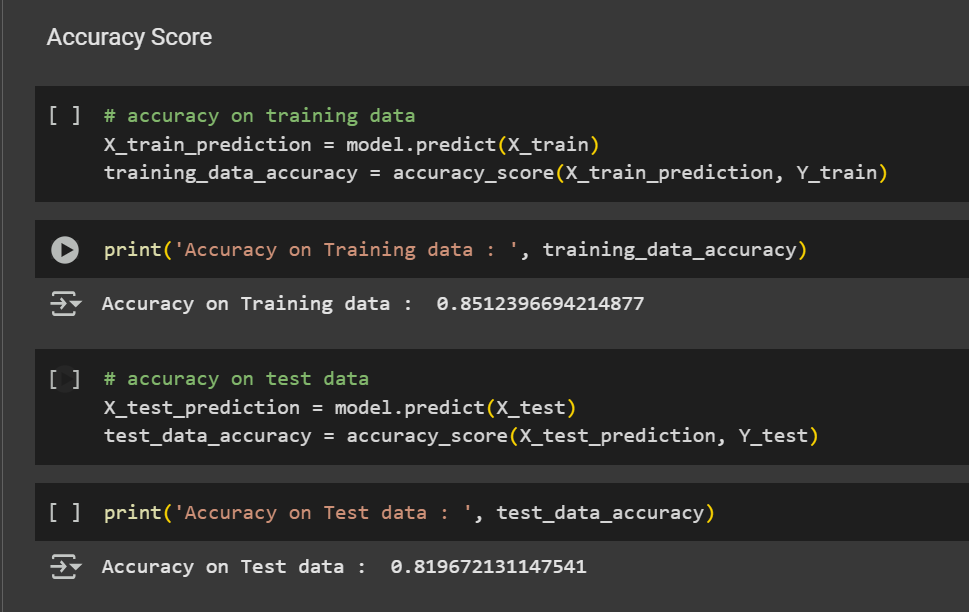 Accuracy Score
[ ] # accuracy on training data
X_train_prediction = model.predict(X_train)
training_data_accuracy = accuracy_score(X_train_prediction, Y_train)
print('Accuracy on Training data : ', training_data_accuracy)
Accuracy on Training data :  0.8512396694214877
[ ] # accuracy on test data
X_test_prediction = model.predict(X_test)
test_data_accuracy = accuracy_score(X_test_prediction, Y_test)
[ ] print('Accuracy on Test data : ', test_data_accuracy)
Accuracy on Test data :  0.819672131147541